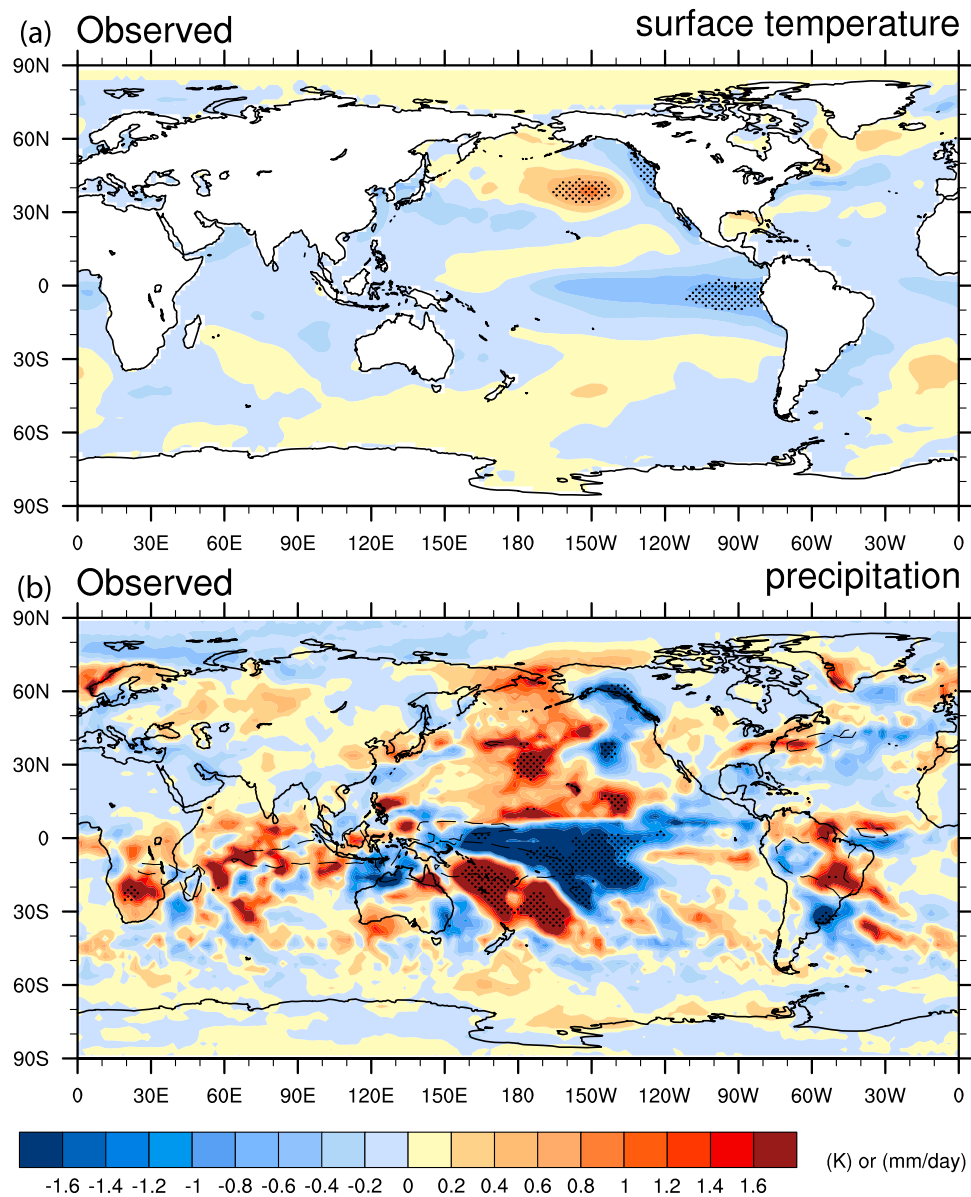 (a) Observed surface temperature
90N
60N
30N
0
30S
60S
90S
0 30E 60E 90E 120E 150E 180 150W 120W 90W 60W 30W 0
(b) Observed precipitation
90N
60N
30N
0
30S
60S
90S
0 30E 60E 90E 120E 150E 180 150W 120W 90W 60W 30W 0
(K) or (mm/day)
-1.6 -1.4 -1.2 -1 -0.8 -0.6 -0.4 -0.2 0 0.2 0.4 0.6 0.8 1 1.2 1.4 1.6